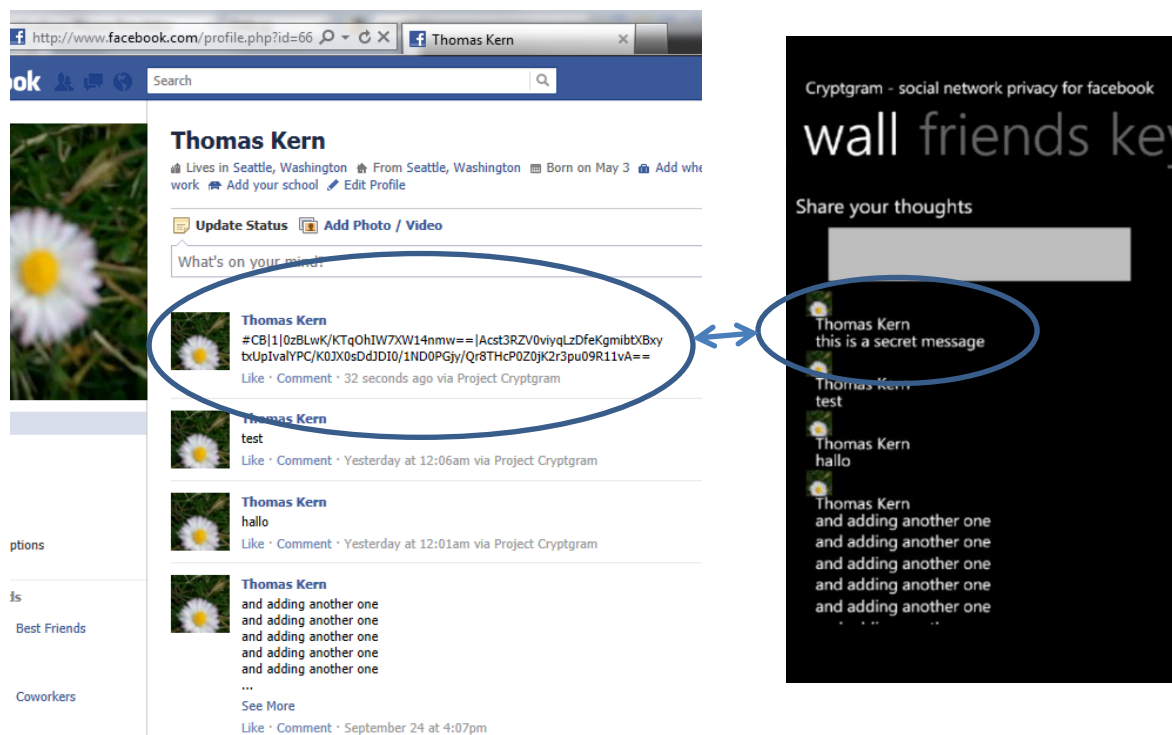 http://www.facebook.com/profile.php?id=66
Thomas Kern
ook
Search
Thomas Kern
Lives in Seattle, Washington From Seattle, Washington Born on May 3 Add whe
work Add your school Edit Profile
Update Status Add Photo / Video
What's on your mind?
Thomas Kern
#CB|1|0zBLwK/KTqOhIW7XW14nmw==|Acst3RZV0viyqLzDfeKgmibtXBxy
txUpIvalYPC/K0JX0sDdJDI0/1ND0PGjy/Qr8THcP0Z0jK2r3pu09R11vA==
Like · Comment · 32 seconds ago via Project Cryptgram
Thomas Kern
test
Like · Comment · Yesterday at 12:06am via Project Cryptgram
Thomas Kern
hallo
Like · Comment · Yesterday at 12:01am via Project Cryptgram
Thomas Kern
and adding another one
and adding another one
and adding another one
and adding another one
and adding another one
...
See More
Like · Comment · September 24 at 4:07pm
ptions
ls
Best Friends
Coworkers
Cryptgram - social network privacy for facebook
wall friends key
Share your thoughts
Thomas Kern
this is a secret message
Thomas Kern
test
Thomas Kern
hallo
Thomas Kern
and adding another one
and adding another one
and adding another one
and adding another one
and adding another one